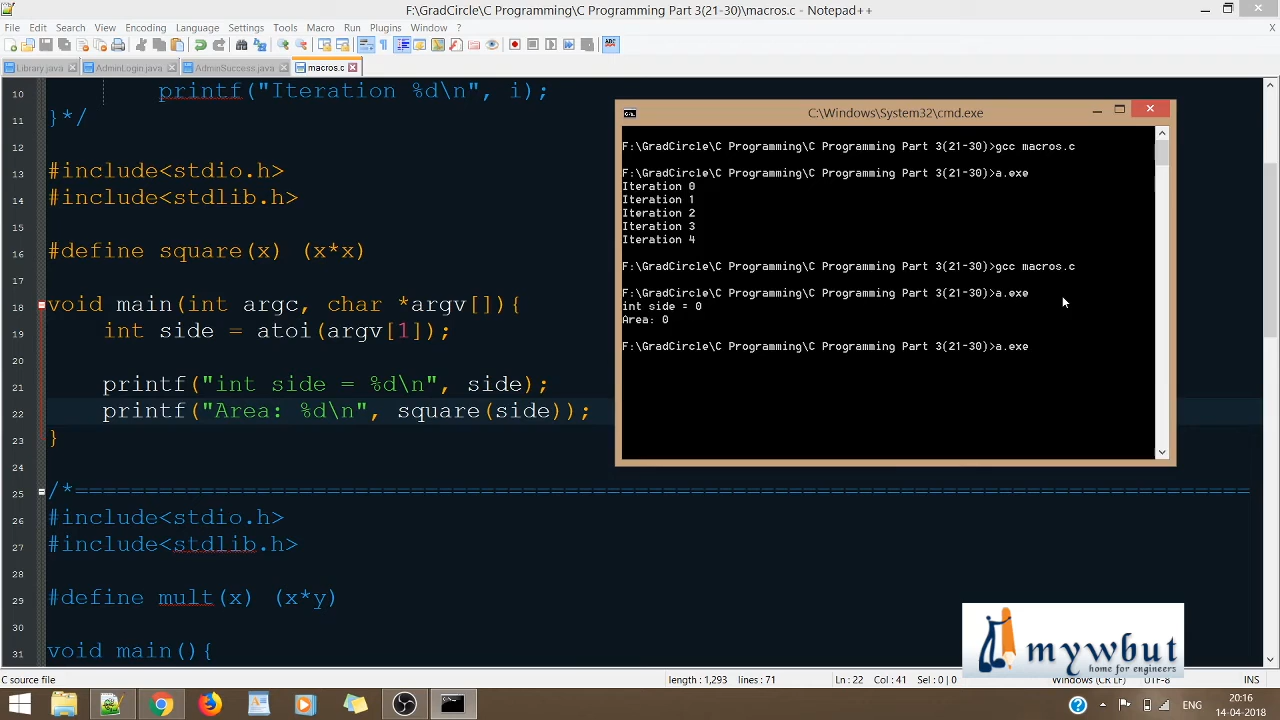 F:\GradCircle\C Programming\C Programming Part 3(21-30)\macros.c - Notepad++
File Edit Search View Encoding Language Settings Tools Macro Run Plugins Window ?
Library.java AdminLogin.java AdminSuccess.java macros.c
10 printf("Iteration %d\n", i);
11 }*/
12
13 #include<stdio.h>
14 #include<stdlib.h>
15
16 #define square(x) (x*x)
17
18 void main(int argc, char *argv[]){
19 int side = atoi(argv[1]);
20
21 printf("int side = %d\n", side);
22 printf("Area: %d\n", square(side));
23 }
24
25 /*=====================================================================================
26 #include<stdio.h>
27 #include<stdlib.h>
28
29 #define mult(x) (x*y)
30
31 void main(){
C:\Windows\System32\cmd.exe
F:\GradCircle\C Programming\C Programming Part 3(21-30)>gcc macros.c
F:\GradCircle\C Programming\C Programming Part 3(21-30)>a.exe
Iteration 0
Iteration 1
Iteration 2
Iteration 3
Iteration 4
F:\GradCircle\C Programming\C Programming Part 3(21-30)>gcc macros.c
F:\GradCircle\C Programming\C Programming Part 3(21-30)>a.exe
int side = 0
Area: 0
F:\GradCircle\C Programming\C Programming Part 3(21-30)>a.exe
mywbut
home for engineers
C source file length : 1,293 lines : 71 Ln : 22 Col : 41 Sel : 0 | 0 Windows (CR LF) UTF-8 INS
20:16
14-04-2018